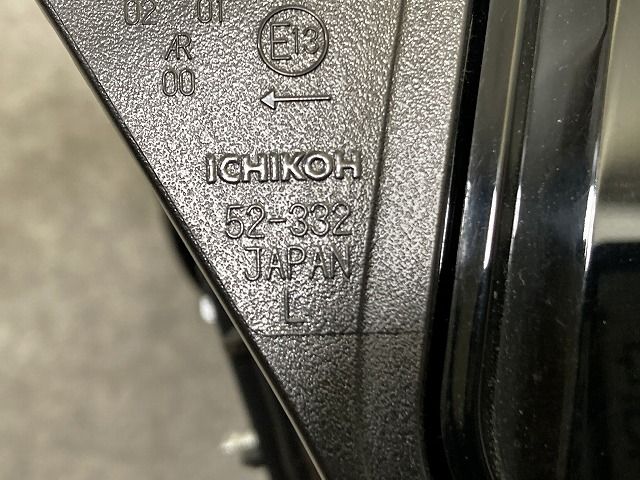 02 01
E13
AR
00
ICHIKOH
52-332
JAPAN
L